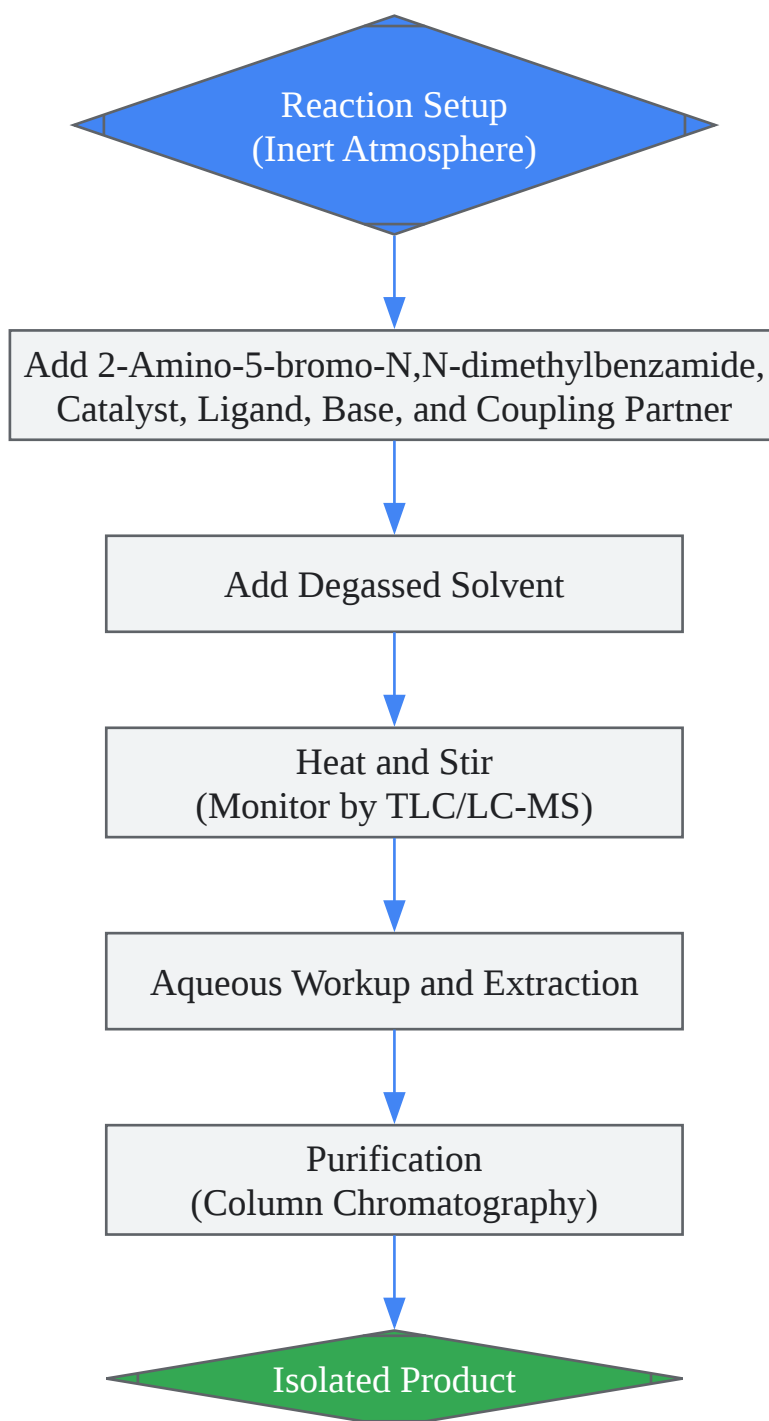 Reaction Setup
(Inert Atmosphere)
Add 2-Amino-5-bromo-N,N-dimethylbenzamide,
Catalyst, Ligand, Base, and Coupling Partner
Add Degassed Solvent
Heat and Stir
(Monitor by TLC/LC-MS)
Aqueous Workup and Extraction
Purification
(Column Chromatography)
Isolated Product